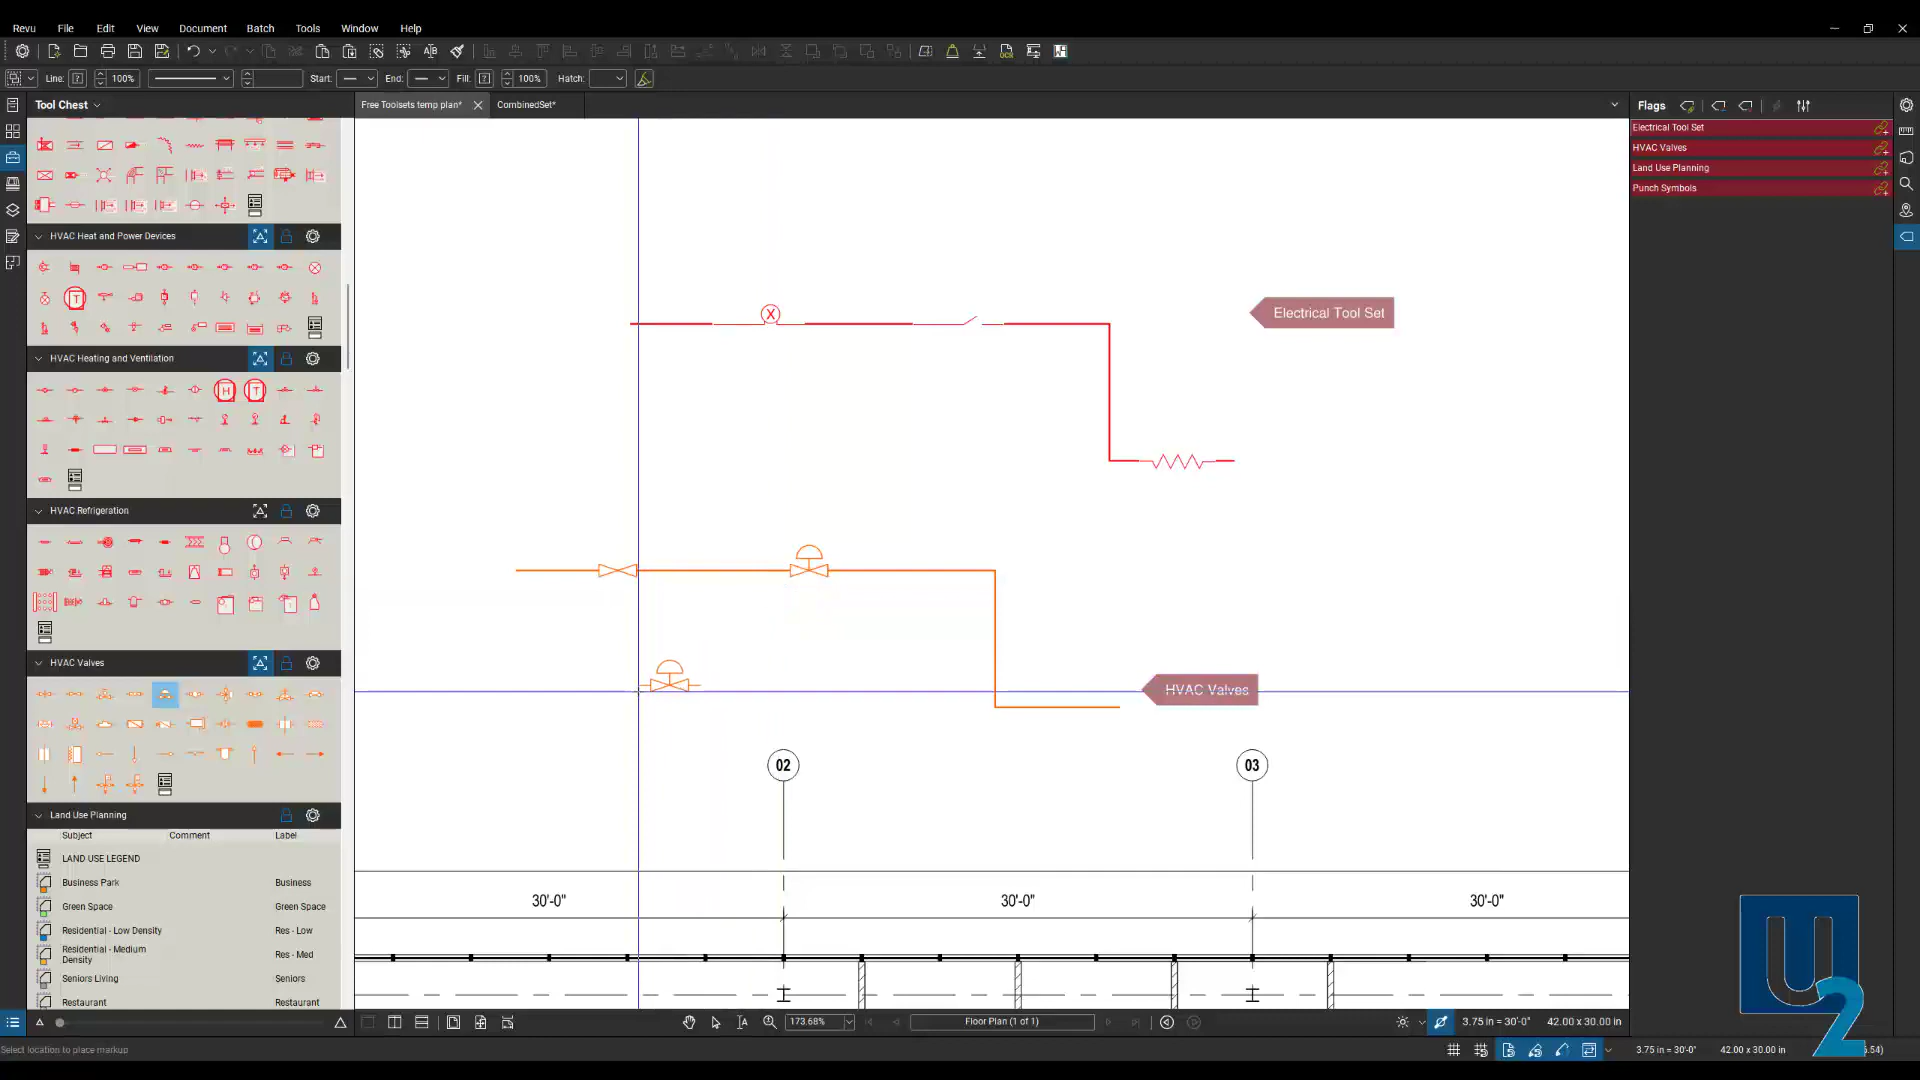 Revu File Edit View Document Batch Tools Window Help
Line: ? 100% Start: End: Fill: ? 100% Hatch:
Tool Chest
Free Toolsets temp plan* CombinedSet*
Flags
Electrical Tool Set
HVAC Valves
Land Use Planning
Punch Symbols
HVAC Heat and Power Devices
T
HVAC Heating and Ventilation
H T
HVAC Refrigeration
HVAC Valves
Land Use Planning
Subject Comment Label
LAND USE LEGEND
Business Park Business
Green Space Green Space
Residential - Low Density Res - Low
Residential - Medium Density Res - Med
Seniors Living Seniors
Restaurant Restaurant
X
Electrical Tool Set
HVAC Valves
02 03
30'-0" 30'-0" 30'-0"
173.68% Floor Plan (1 of 1) 3.75 in = 30'-0" 42.00 x 30.00 in
Select location to place markup 3.75 in = 30'-0" 42.00 x 30.00 in
U2